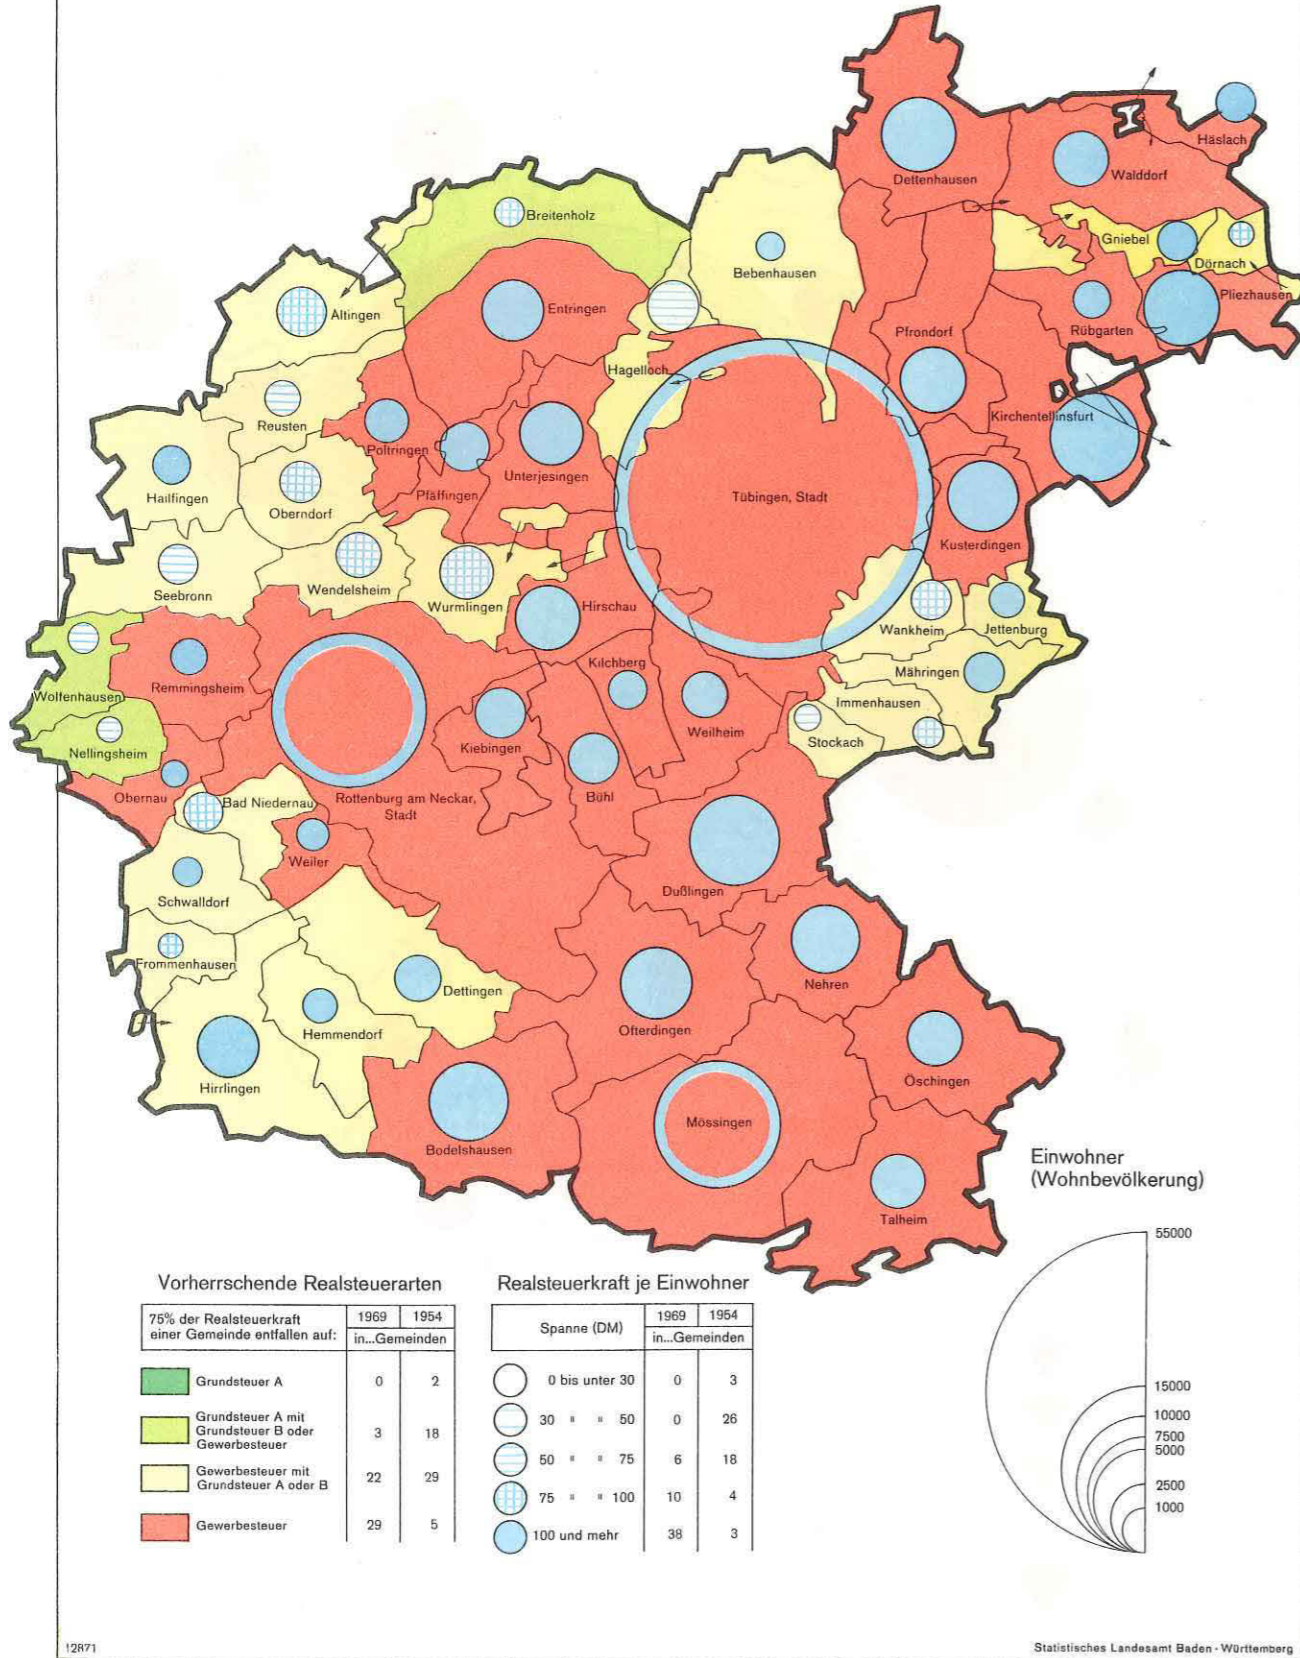 Häslach
Walddorf
Dettenhausen
Breitenholz
Gniebel
Dörnach
Bebenhausen
Pliezhausen
Altingen
Entringen
Pfrondorf
Rübgarten
Hagelloch
Kirchentellinsfurt
Reusten
Poltringen
Unterjesingen
Hailfingen
Pfäffingen
Tübingen, Stadt
Oberndorf
Kusterdingen
Seebronn
Wendelsheim
Wurmlingen
Hirschau
Wankheim
Jettenburg
Kilchberg
Mähringen
Remmingsheim
Wolfenhausen
Immenhausen
Weilheim
Stockach
Kiebingen
Nellingsheim
Obernau
Bad Niedernau
Rottenburg am Neckar,
Stadt
Bühl
Weiler
Dußlingen
Schwalldorf
Frommenhausen
Nehren
Dettingen
Ofterdingen
Hemmendorf
Öschingen
Hirrlingen
Mössingen
Bodelshausen
Talheim
Einwohner
(Wohnbevölkerung)
55000
15000
10000
7500
5000
2500
1000
Vorherrschende Realsteuerarten
75% der Realsteuerkraft
einer Gemeinde entfallen auf:
1969 1954
in...Gemeinden
Grundsteuer A 0 2
Grundsteuer A mit
Grundsteuer B oder
Gewerbesteuer
3 18
Gewerbesteuer mit
Grundsteuer A oder B
22 29
Gewerbesteuer 29 5
Realsteuerkraft je Einwohner
Spanne (DM)
1969 1954
in...Gemeinden
0 bis unter 30 0 3
30 " " 50 0 26
50 " " 75 6 18
75 " " 100 10 4
100 und mehr 38 3
12871
Statistisches Landesamt Baden-Württemberg